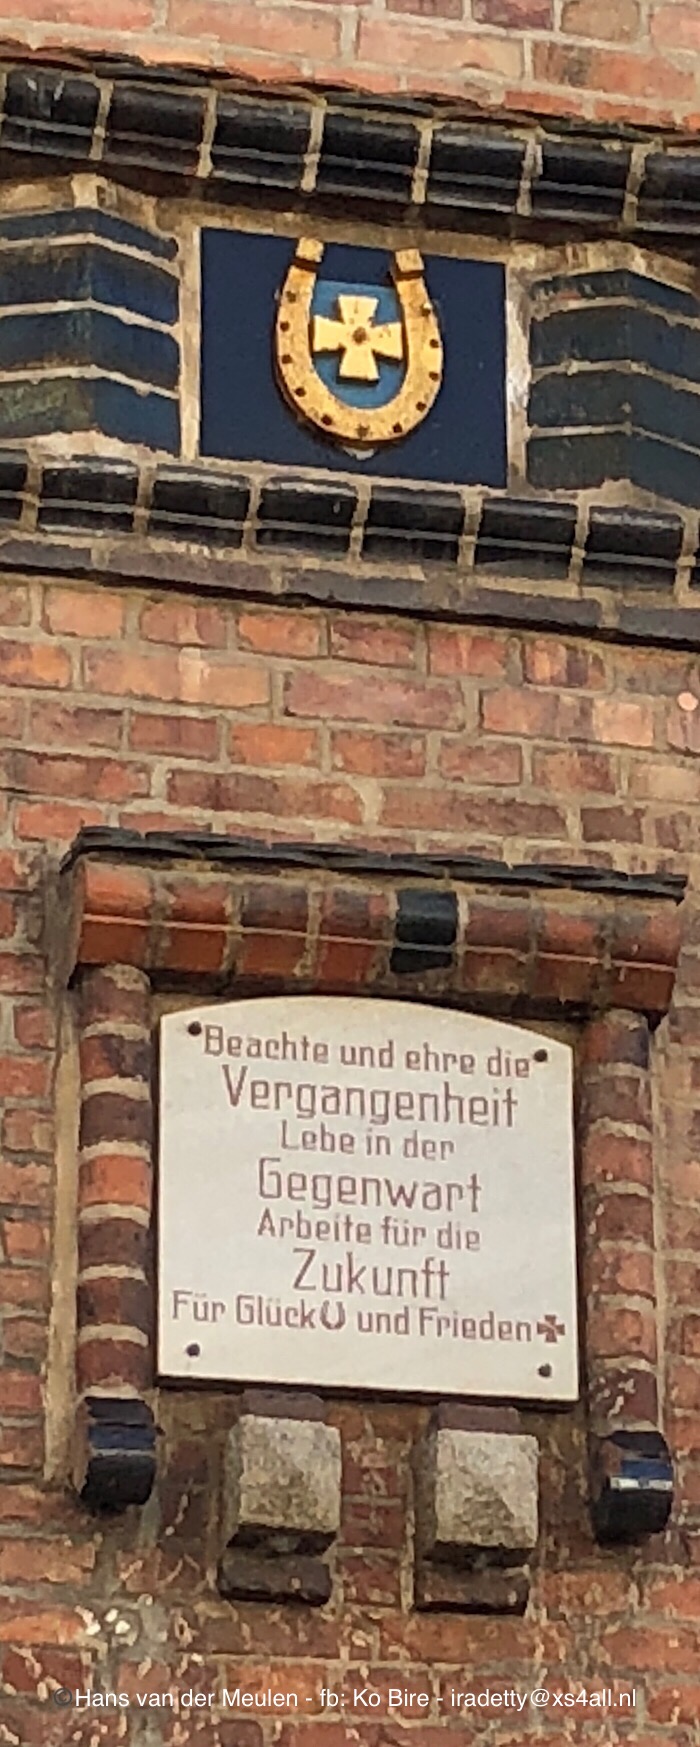 Beachte und ehre die
Vergangenheit
Lebe in der
Gegenwart
Arbeite für die
Zukunft
Für Glück und Frieden
©Hans van der Meulen - fb: Ko Bire - iradetty@xs4all.nl